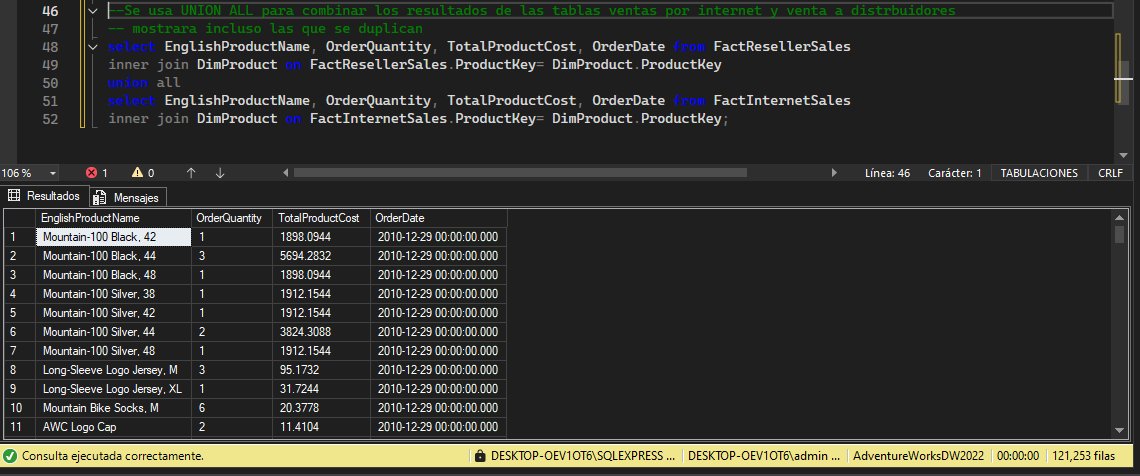 46 --Se usa UNION ALL para combinar los resultados de las tablas ventas por internet y venta a distrbuidores
47 -- mostrara incluso las que se duplican
48 select EnglishProductName, OrderQuantity, TotalProductCost, OrderDate from FactResellerSales
49 inner join DimProduct on FactResellerSales.ProductKey= DimProduct.ProductKey
50 union all
51 select EnglishProductName, OrderQuantity, TotalProductCost, OrderDate from FactInternetSales
52 inner join DimProduct on FactInternetSales.ProductKey= DimProduct.ProductKey;
106 % 1 0 Línea: 46 Carácter: 1 TABULACIONES CRLF
Resultados Mensajes
EnglishProductName OrderQuantity TotalProductCost OrderDate
1 Mountain-100 Black, 42 1 1898.0944 2010-12-29 00:00:00.000
2 Mountain-100 Black, 44 3 5694.2832 2010-12-29 00:00:00.000
3 Mountain-100 Black, 48 1 1898.0944 2010-12-29 00:00:00.000
4 Mountain-100 Silver, 38 1 1912.1544 2010-12-29 00:00:00.000
5 Mountain-100 Silver, 42 1 1912.1544 2010-12-29 00:00:00.000
6 Mountain-100 Silver, 44 2 3824.3088 2010-12-29 00:00:00.000
7 Mountain-100 Silver, 48 1 1912.1544 2010-12-29 00:00:00.000
8 Long-Sleeve Logo Jersey, M 3 95.1732 2010-12-29 00:00:00.000
9 Long-Sleeve Logo Jersey, XL 1 31.7244 2010-12-29 00:00:00.000
10 Mountain Bike Socks, M 6 20.3778 2010-12-29 00:00:00.000
11 AWC Logo Cap 2 11.4104 2010-12-29 00:00:00.000
Consulta ejecutada correctamente. DESKTOP-OEV1OT6\SQLEXPRESS ... DESKTOP-OEV1OT6\admin ... AdventureWorksDW2022 00:00:00 121,253 filas